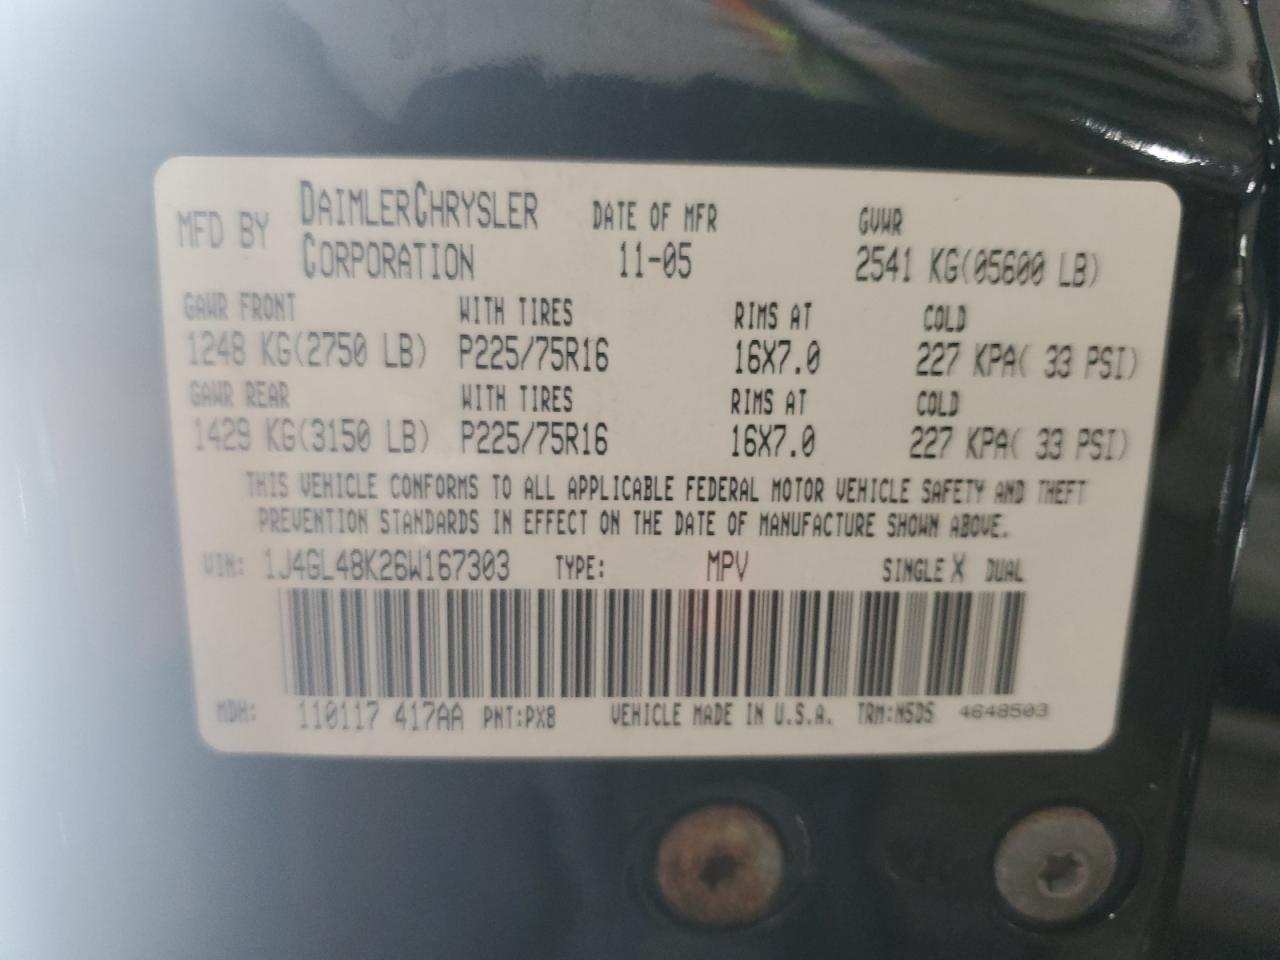 MFD BY DAIMLERCHRYSLER CORPORATION DATE OF MFR 11-05 GVWR 2541 KG(05600 LB)
GAWR FRONT WITH TIRES RIMS AT COLD
1248 KG(2750 LB) P225/75R16 16X7.0 227 KPA( 33 PSI)
GAWR REAR WITH TIRES RIMS AT COLD
1429 KG(3150 LB) P225/75R16 16X7.0 227 KPA( 33 PSI)
THIS VEHICLE CONFORMS TO ALL APPLICABLE FEDERAL MOTOR VEHICLE SAFETY AND THEFT
PREVENTION STANDARDS IN EFFECT ON THE DATE OF MANUFACTURE SHOWN ABOVE.
VIN: 1J4GL48K26W167303 TYPE: MPV SINGLE X DUAL
MDH: 110117 417AA PNT:PX8 VEHICLE MADE IN U.S.A. TRM:NSDS 4648503